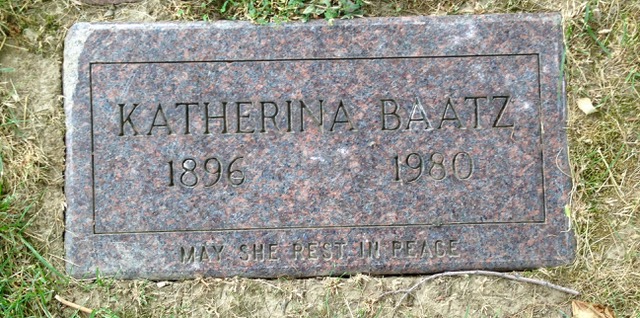 KATHERINA BAATZ
1896 1980
MAY SHE REST IN PEACE